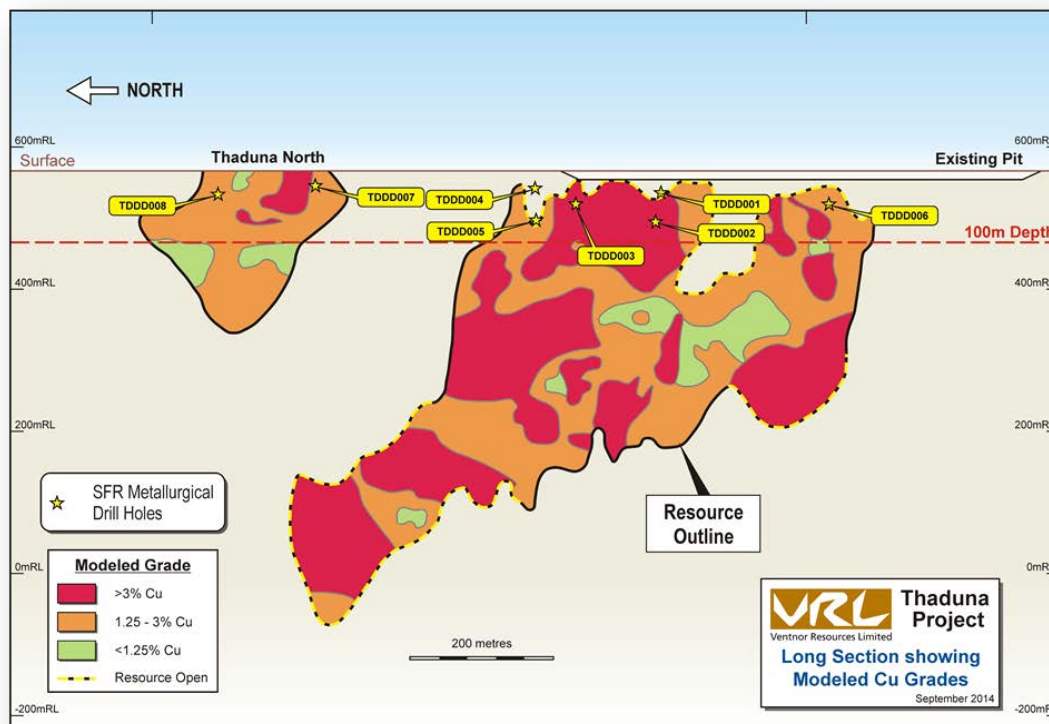 NORTH
600mRL
600mRL
Surface
Thaduna North
Existing Pit
TDDD008
TDDD007
TDDD004
TDDD001
TDDD006
TDDD005
TDDD002
TDDD003
100m Depth
400mRL
400mRL
200mRL
200mRL
SFR Metallurgical
Drill Holes
Resource
Outline
Modeled Grade
>3% Cu
1.25 - 3% Cu
<1.25% Cu
Resource Open
0mRL
0mRL
200 metres
VRL
Ventnor Resources Limited
Thaduna
Project
Long Section showing
Modeled Cu Grades
September 2014
-200mRL
-200mRL